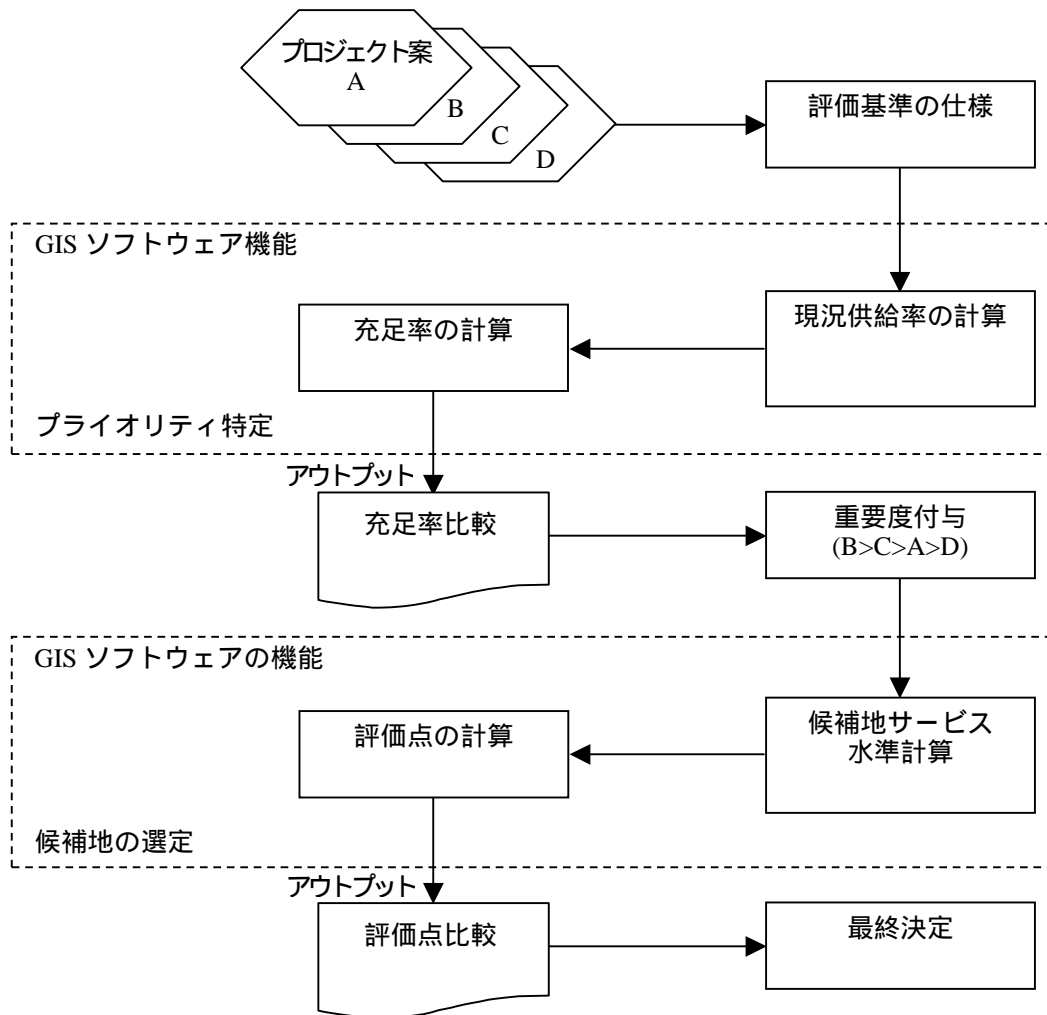 プロジェクト案
A
B
C
D
評価基準の仕様
GIS ソフトウェア機能
充足率の計算
現況供給率の計算
プライオリティ特定
アウトプット
充足率比較
重要度付与
(B>C>A>D)
GIS ソフトウェアの機能
評価点の計算
候補地サービス
水準計算
候補地の選定
アウトプット
評価点比較
最終決定